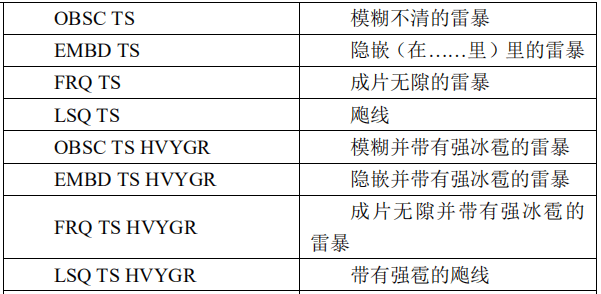 OBSC TS 模糊不清的雷暴
EMBD TS 隐嵌（在……里）里的雷暴
FRQ TS 成片无隙的雷暴
LSQ TS 飑线
OBSC TS HVYGR 模糊并带有强冰雹的雷暴
EMBD TS HVYGR 隐嵌并带有强冰雹的雷暴
FRQ TS HVYGR 成片无隙并带有强冰雹的
雷暴
LSQ TS HVYGR 带有强雹的飑线